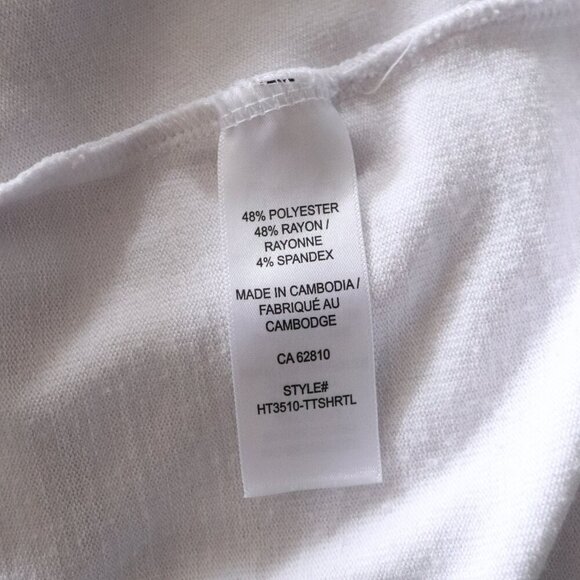 48% POLYESTER
48% RAYON /
RAYONNE
4% SPANDEX
MADE IN CAMBODIA /
FABRIQUÉ AU
CAMBODGE
CA 62810
STYLE#
HT3510-TTSHRTL